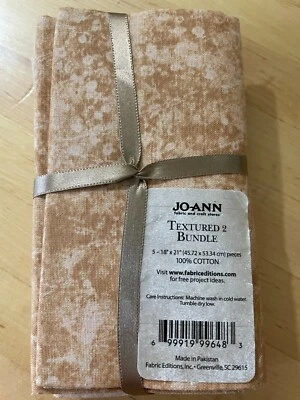 JO-ANN
fabric and craft stores
TEXTURED 2
BUNDLE
5 - 18" x 21" (45.72 x 53.34 cm) pieces
100% COTTON
Visit www.fabriceditions.com
for free project ideas.
Care Instructions: Machine wash in cold water.
Tumble dry low.
6 99919 99648 3
Made in Pakistan
Fabric Editions, Inc. • Greenville, SC 29615